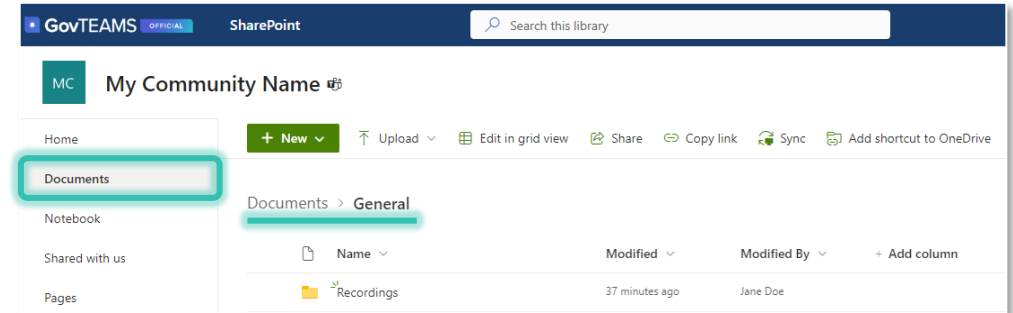 GovTEAMS OFFICIAL SharePoint Search this library
MC My Community Name
Home
Documents
Notebook
Shared with us
Pages
+ New Upload Edit in grid view Share Copy link Sync Add shortcut to OneDrive
Documents > General
Name Modified Modified By + Add column
Recordings 37 minutes ago Jane Doe